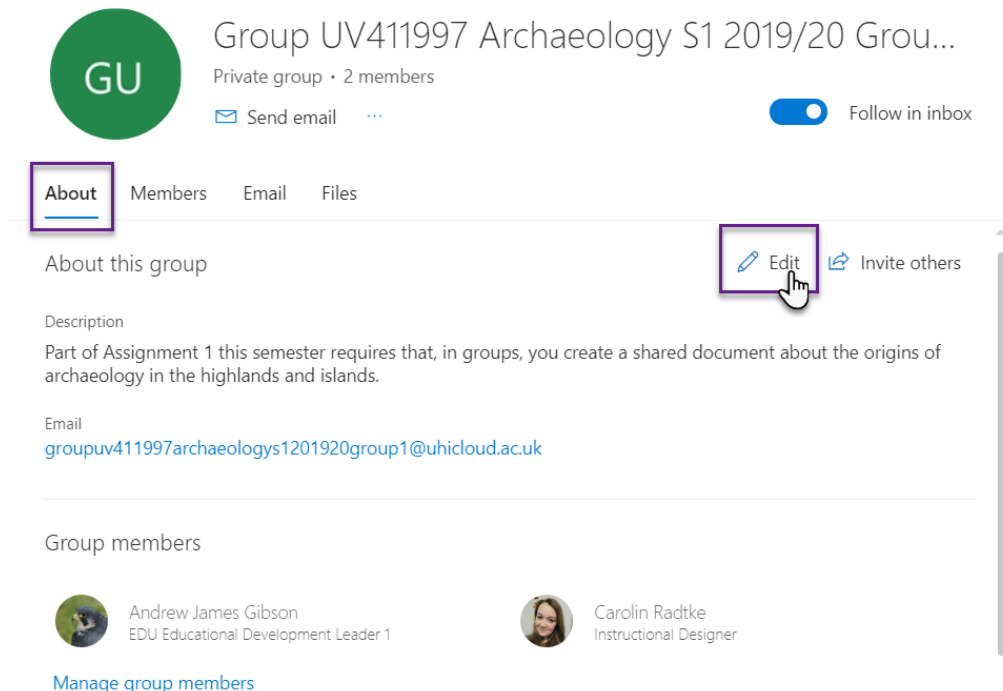 Group UV411997 Archaeology S1 2019/20 Grou...
GU
Private group • 2 members
Send email ...
Follow in inbox
About Members Email Files
About this group
Edit
Invite others
Description
Part of Assignment 1 this semester requires that, in groups, you create a shared document about the origins of
archaeology in the highlands and islands.
Email
groupuv411997archaeologys1201920group1@uhicloud.ac.uk
Group members
Andrew James Gibson
EDU Educational Development Leader 1
Carolin Radtke
Instructional Designer
Manage group members